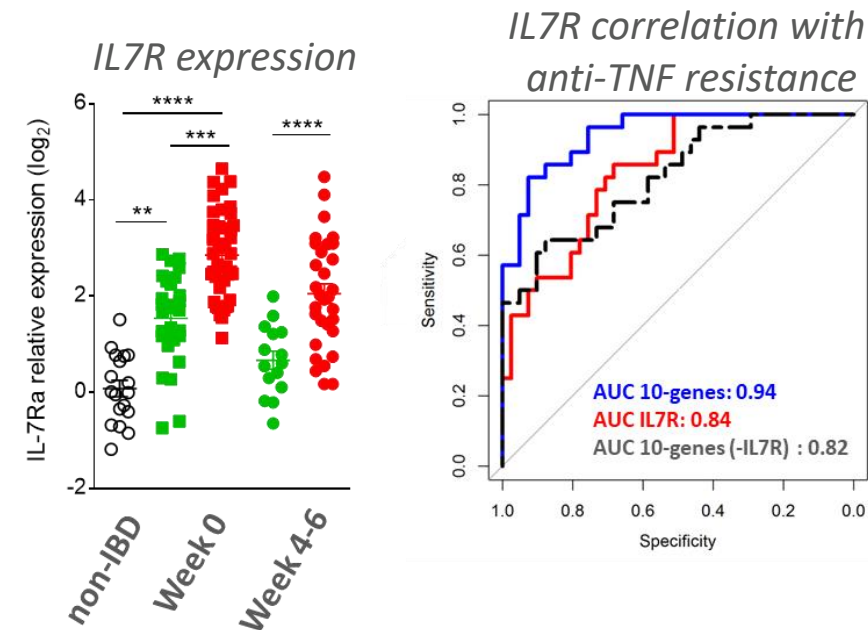 IL7R expression
IL-7Ra relative expression (log2)
6
4
2
0
-2
****
***
**
****
non-IBD
Week 0
Week 4-6
IL7R correlation with
anti-TNF resistance
Sensitivity
1.0
0.8
0.6
0.4
0.2
0.0
AUC 10-genes: 0.94
AUC IL7R: 0.84
AUC 10-genes (-IL7R) : 0.82
1.0 0.8 0.6 0.4 0.2 0.0
Specificity